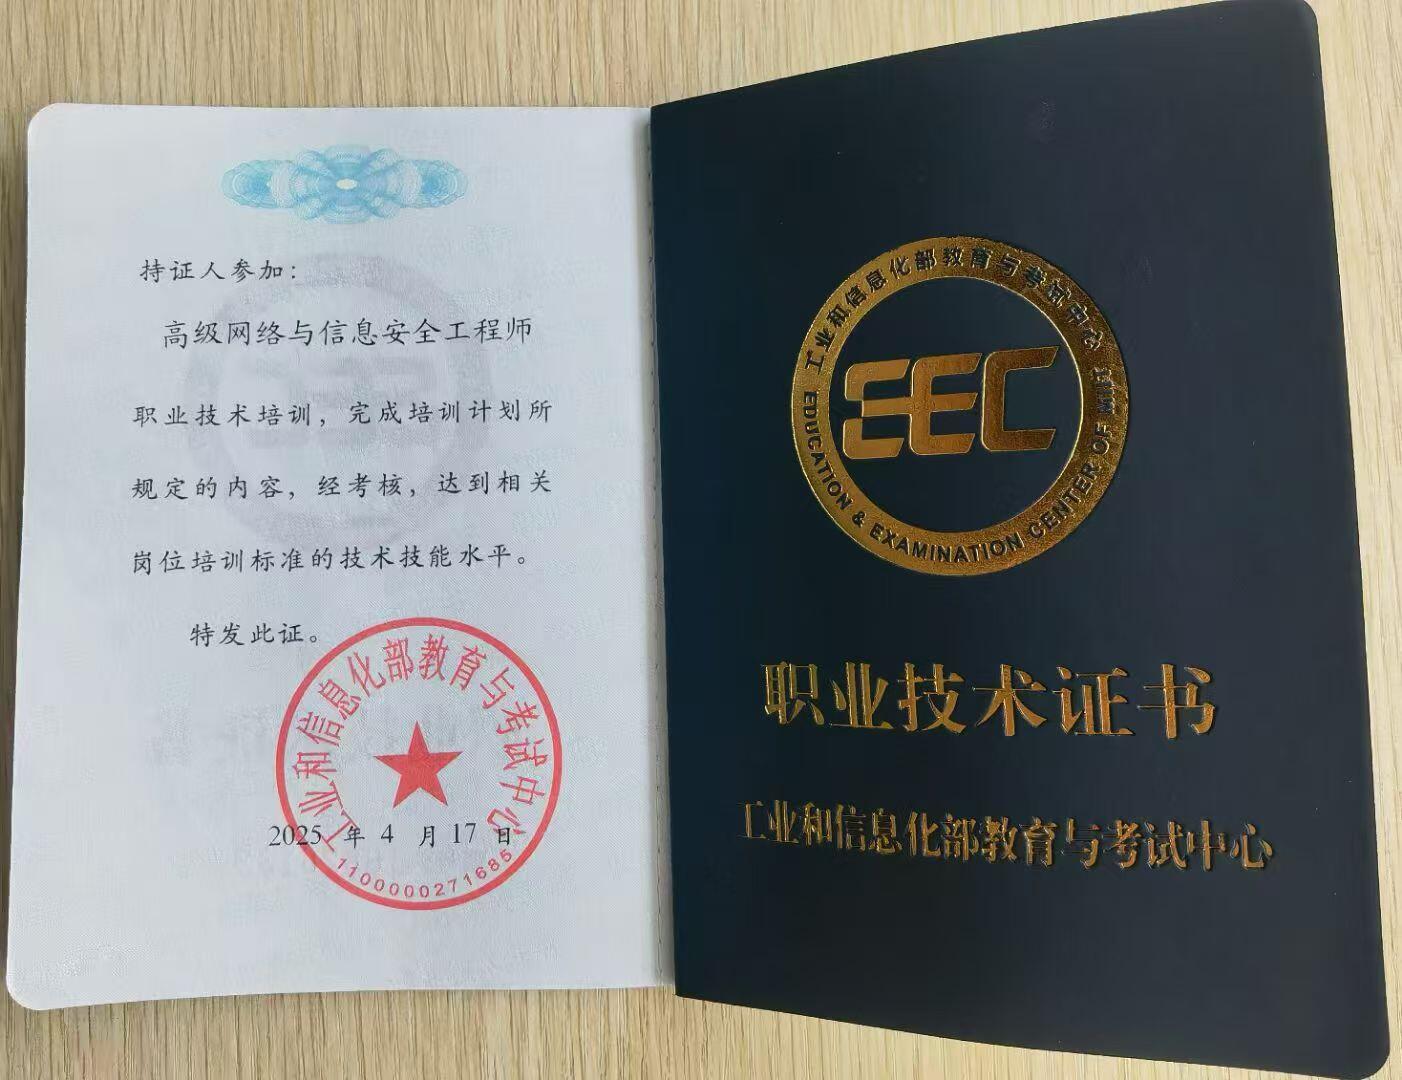 持证人参加：
高级网络与信息安全工程师
职业技术培训，完成培训计划所
规定的内容，经考核，达到相关
岗位培训标准的技术技能水平。
特发此证。
工业和信息化部教育与考试中心
2025 年 4 月 17 日
1100000271685
工业和信息化部教育与考试中心
EEC
EDUCATION & EXAMINATION CENTER OF MIIT
职业技术证书
工业和信息化部教育与考试中心